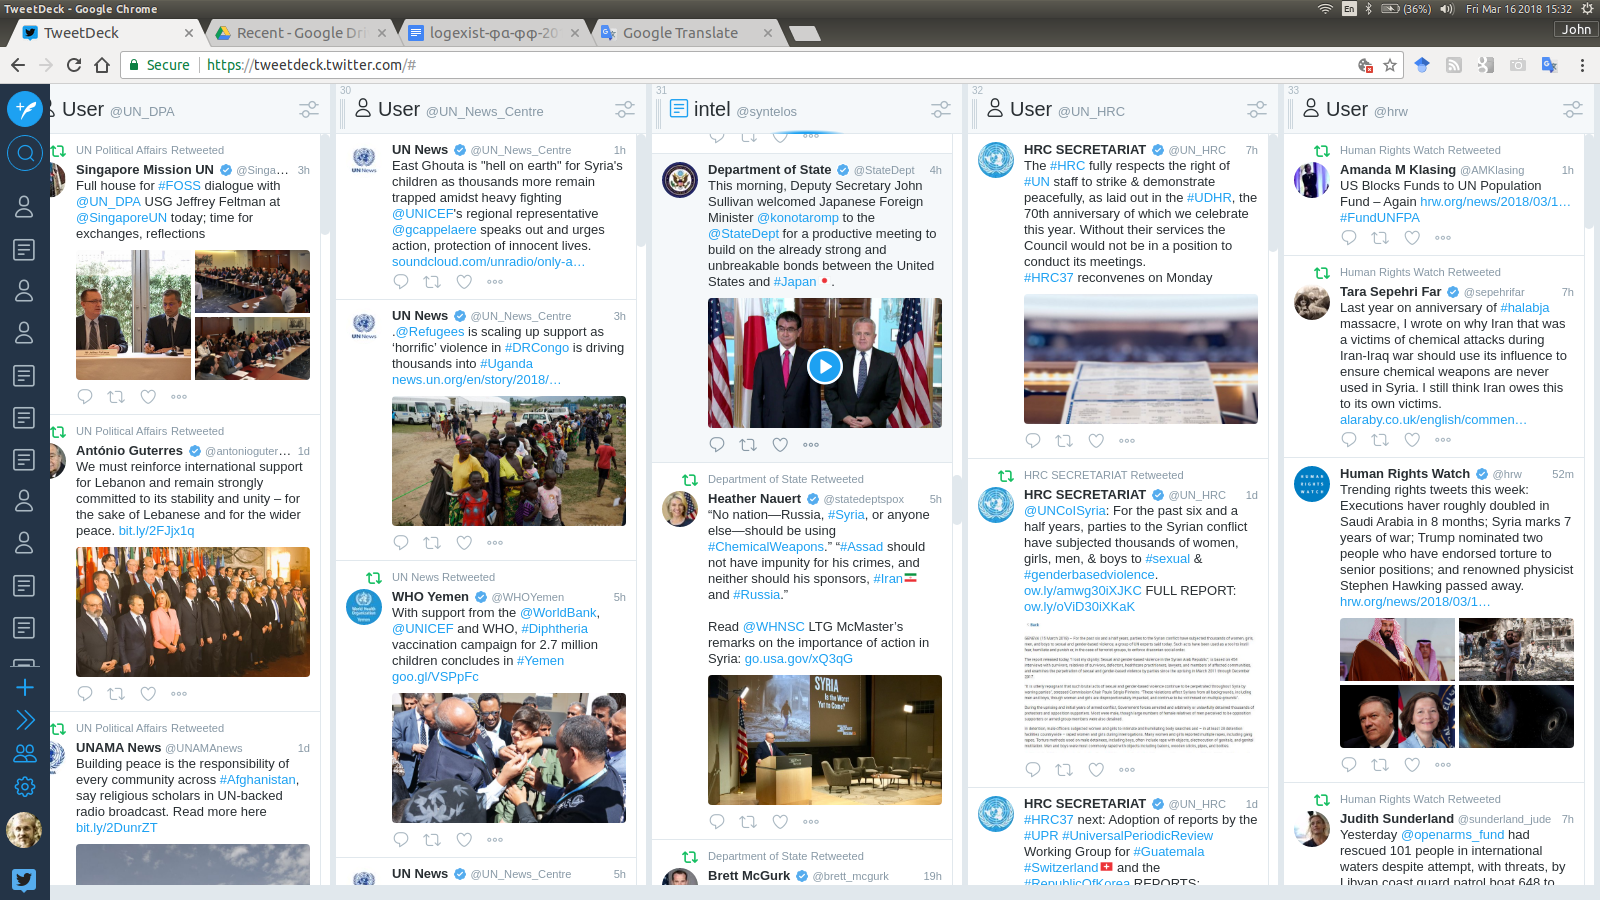 TweetDeck - Google Chrome
En
(36%)
Fri Mar 16 2018 15:32
TweetDeck
Recent - Google Dri
logexist-φα-φφ-20
Google Translate
John
Secure
https://tweetdeck.twitter.com/#
User @UN_DPA
UN Political Affairs Retweeted
Singapore Mission UN @Singa… 3h
Full house for #FOSS dialogue with
@UN_DPA USG Jeffrey Feltman at
@SingaporeUN today; time for
exchanges, reflections
UN Political Affairs Retweeted
António Guterres @antonioguter… 1d
We must reinforce international support
for Lebanon and remain strongly
committed to its stability and unity – for
the sake of Lebanese and for the wider
peace. bit.ly/2FJjx1q
UN Political Affairs Retweeted
UNAMA News @UNAMAnews 1d
Building peace is the responsibility of
every community across #Afghanistan,
say religious scholars in UN-backed
radio broadcast. Read more here
bit.ly/2DunrZT
30
User @UN_News_Centre
UN News @UN_News_Centre 1h
East Ghouta is "hell on earth" for Syria's
children as thousands more remain
trapped amidst heavy fighting
@UNICEF's regional representative
@gcappelaere speaks out and urges
action, protection of innocent lives.
soundcloud.com/unradio/only-a…
UN News @UN_News_Centre 3h
.@Refugees is scaling up support as
‘horrific’ violence in #DRCongo is driving
thousands into #Uganda
news.un.org/en/story/2018/…
UN News Retweeted
WHO Yemen @WHOYemen 5h
With support from the @WorldBank,
@UNICEF and WHO, #Diphtheria
vaccination campaign for 2.7 million
children concludes in #Yemen
goo.gl/VSPpFc
UN News @UN_News_Centre 5h
31
intel @syntelos
Department of State @StateDept 4h
This morning, Deputy Secretary John
Sullivan welcomed Japanese Foreign
Minister @konotaromp to the
@StateDept for a productive meeting to
build on the already strong and
unbreakable bonds between the United
States and #Japan .
Department of State Retweeted
Heather Nauert @statedeptspox 5h
“No nation—Russia, #Syria, or anyone
else—should be using
#ChemicalWeapons.” “#Assad should
not have impunity for his crimes, and
neither should his sponsors, #Iran
and #Russia.”
Read @WHNSC LTG McMaster’s
remarks on the importance of action in
Syria: go.usa.gov/xQ3qG
SYRIA
Is the Worst
Yet to Come?
Department of State Retweeted
Brett McGurk @brett_mcgurk 19h
32
User @UN_HRC
HRC SECRETARIAT @UN_HRC 7h
The #HRC fully respects the right of
#UN staff to strike & demonstrate
peacefully, as laid out in the #UDHR, the
70th anniversary of which we celebrate
this year. Without their services the
Council would not be in a position to
conduct its meetings.
#HRC37 reconvenes on Monday
HRC SECRETARIAT Retweeted
HRC SECRETARIAT @UN_HRC 1d
@UNCoISyria: For the past six and a
half years, parties to the Syrian conflict
have subjected thousands of women,
girls, men, & boys to #sexual &
#genderbasedviolence.
ow.ly/amwg30iXJKC FULL REPORT:
ow.ly/oViD30iXKaK
HRC SECRETARIAT @UN_HRC 1d
#HRC37 next: Adoption of reports by the
#UPR #UniversalPeriodicReview
Working Group for #Guatemala
#Switzerland and the
#RepublicOfKorea REPORTS:
33
User @hrw
Human Rights Watch Retweeted
Amanda M Klasing @AMKlasing 1h
US Blocks Funds to UN Population
Fund – Again hrw.org/news/2018/03/1…
#FundUNFPA
Human Rights Watch Retweeted
Tara Sepehri Far @sepehrifar 7h
Last year on anniversary of #halabja
massacre, I wrote on why Iran that was
a victims of chemical attacks during
Iran-Iraq war should use its influence to
ensure chemical weapons are never
used in Syria. I still think Iran owes this
to its own victims.
alaraby.co.uk/english/commen…
HUMAN
RIGHTS
WATCH
Human Rights Watch @hrw 52m
Trending rights tweets this week:
Executions haver roughly doubled in
Saudi Arabia in 8 months; Syria marks 7
years of war; Trump nominated two
people who have endorsed torture to
senior positions; and renowned physicist
Stephen Hawking passed away.
hrw.org/news/2018/03/1…
Human Rights Watch Retweeted
Judith Sunderland @sunderland_jude 7h
Yesterday @openarms_fund had
rescued 101 people in international
waters despite attempt, with threats, by
Libyan coast guard patrol boat 648 to